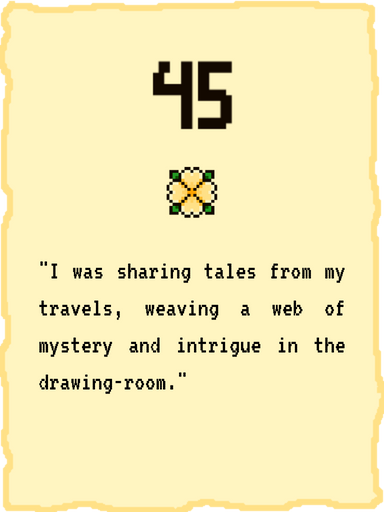 45
"I was sharing tales from my
travels, weaving a web of
mystery and intrigue in the
drawing-room."